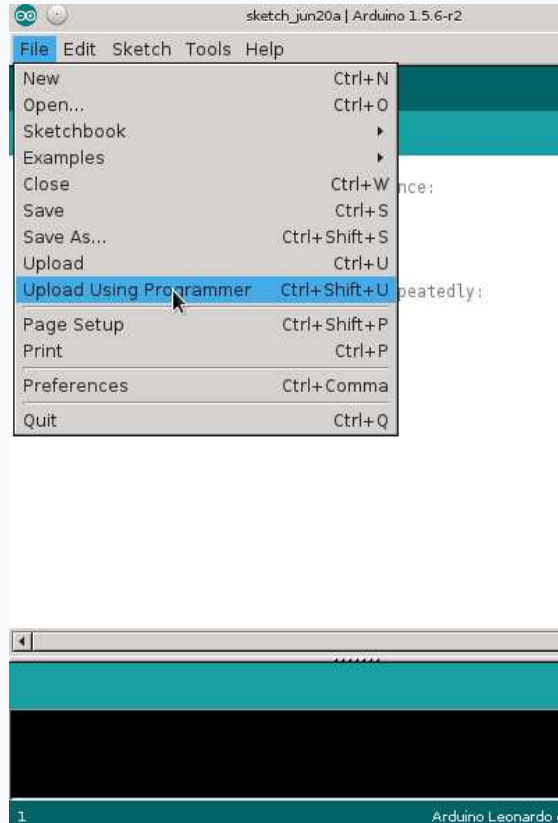 sketch_jun20a | Arduino 1.5.6-r2
File Edit Sketch Tools Help
New Ctrl+N
Open... Ctrl+O
Sketchbook
Examples
Close Ctrl+W
nce:
Save Ctrl+S
Save As... Ctrl+Shift+S
Upload Ctrl+U
Upload Using Programmer Ctrl+Shift+U
peatedly:
Page Setup Ctrl+Shift+P
Print Ctrl+P
Preferences Ctrl+Comma
Quit Ctrl+Q
1 Arduino Leonardo